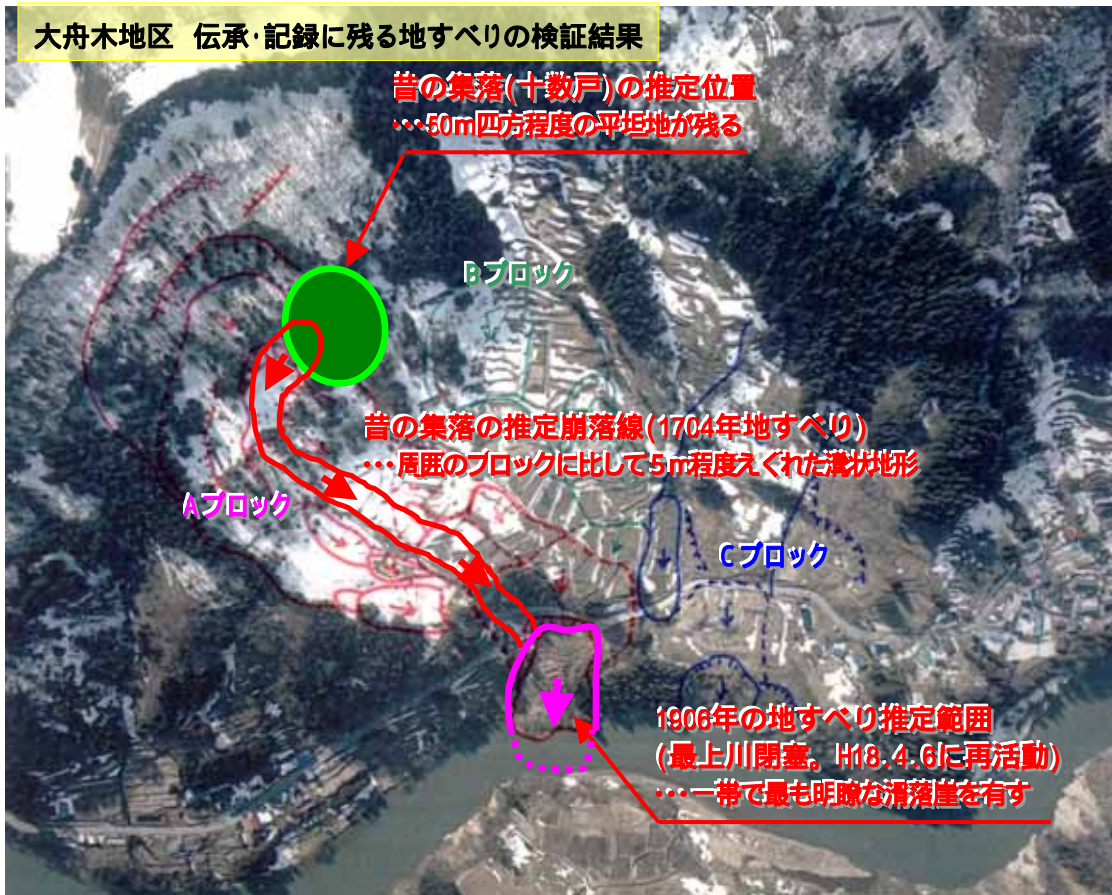 大舟木地区 伝承・記録に残る地すべりの検証結果
昔の集落(十数戸)の推定位置
・・・50m四方程度の平坦地が残る
Bブロック
昔の集落の推定崩落線(1704年地すべり)
・・・周囲のブロックに比して5m程度えぐれた溝状地形
Aブロック
Cブロック
1906年の地すべり推定範囲
(最上川閉塞。H18.4.6に再活動)
・・・一帯で最も明瞭な滑落崖を有す